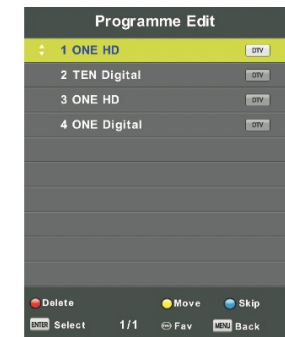 Programme Edit
1 ONE HD DTV
2 TEN Digital DTV
3 ONE HD DTV
4 ONE Digital DTV
Delete Move Skip
ENTER Select 1/1 Fav MENU Back